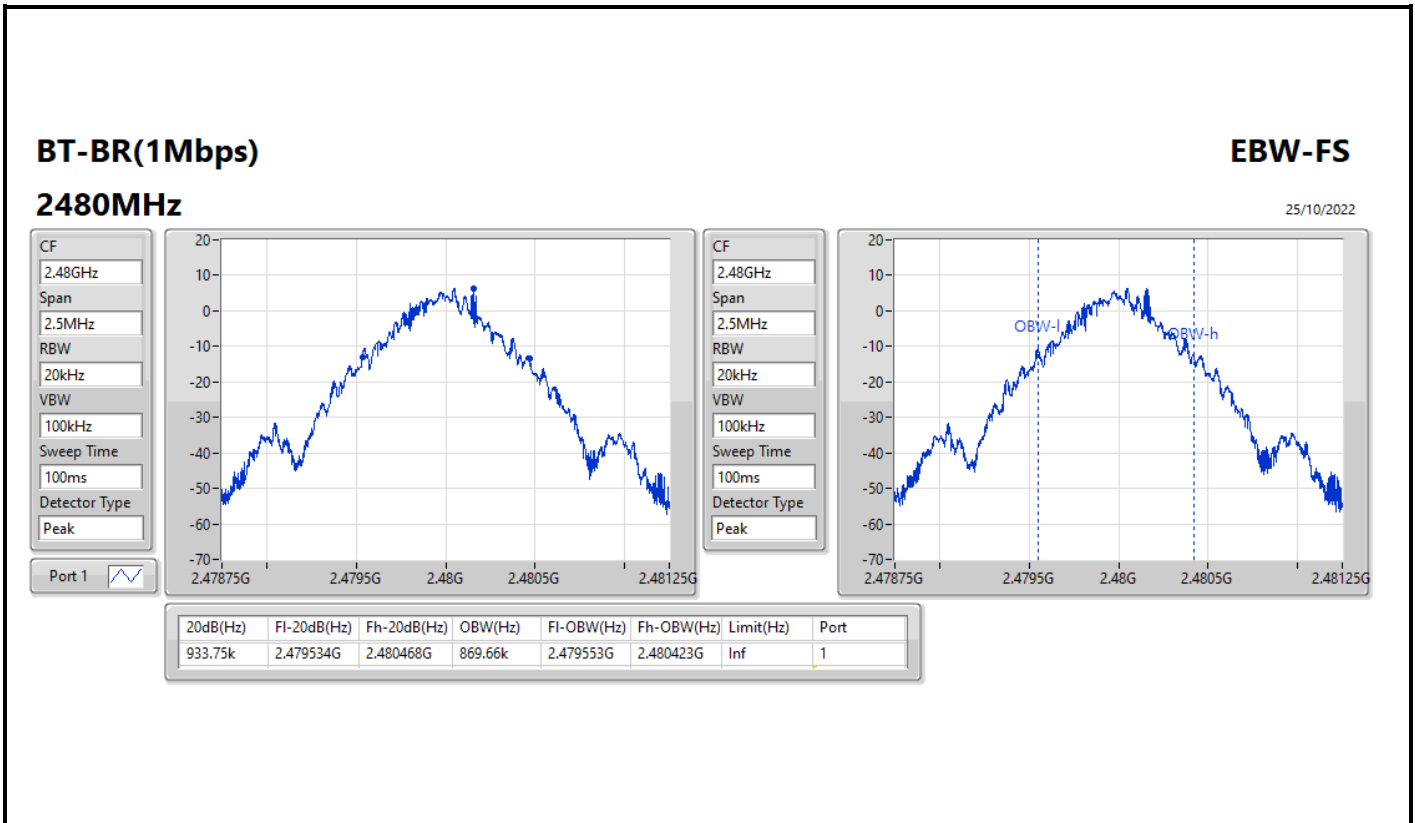 BT-BR(1Mbps)
EBW-FS
2480MHz
25/10/2022
CF
2.48GHz
Span
2.5MHz
RBW
20kHz
VBW
100kHz
Sweep Time
100ms
Detector Type
Peak
Port 1
20
10
0
-10
-20
-30
-40
-50
-60
-70
2.47875G 2.4795G 2.48G 2.4805G 2.48125G
CF
2.48GHz
Span
2.5MHz
RBW
20kHz
VBW
100kHz
Sweep Time
100ms
Detector Type
Peak
20
10
0
-10
-20
-30
-40
-50
-60
-70
OBW-l
OBW-h
2.47875G 2.4795G 2.48G 2.4805G 2.48125G
20dB(Hz) Fl-20dB(Hz) Fh-20dB(Hz) OBW(Hz) Fl-OBW(Hz) Fh-OBW(Hz) Limit(Hz) Port
933.75k 2.479534G 2.480468G 869.66k 2.479553G 2.480423G Inf 1